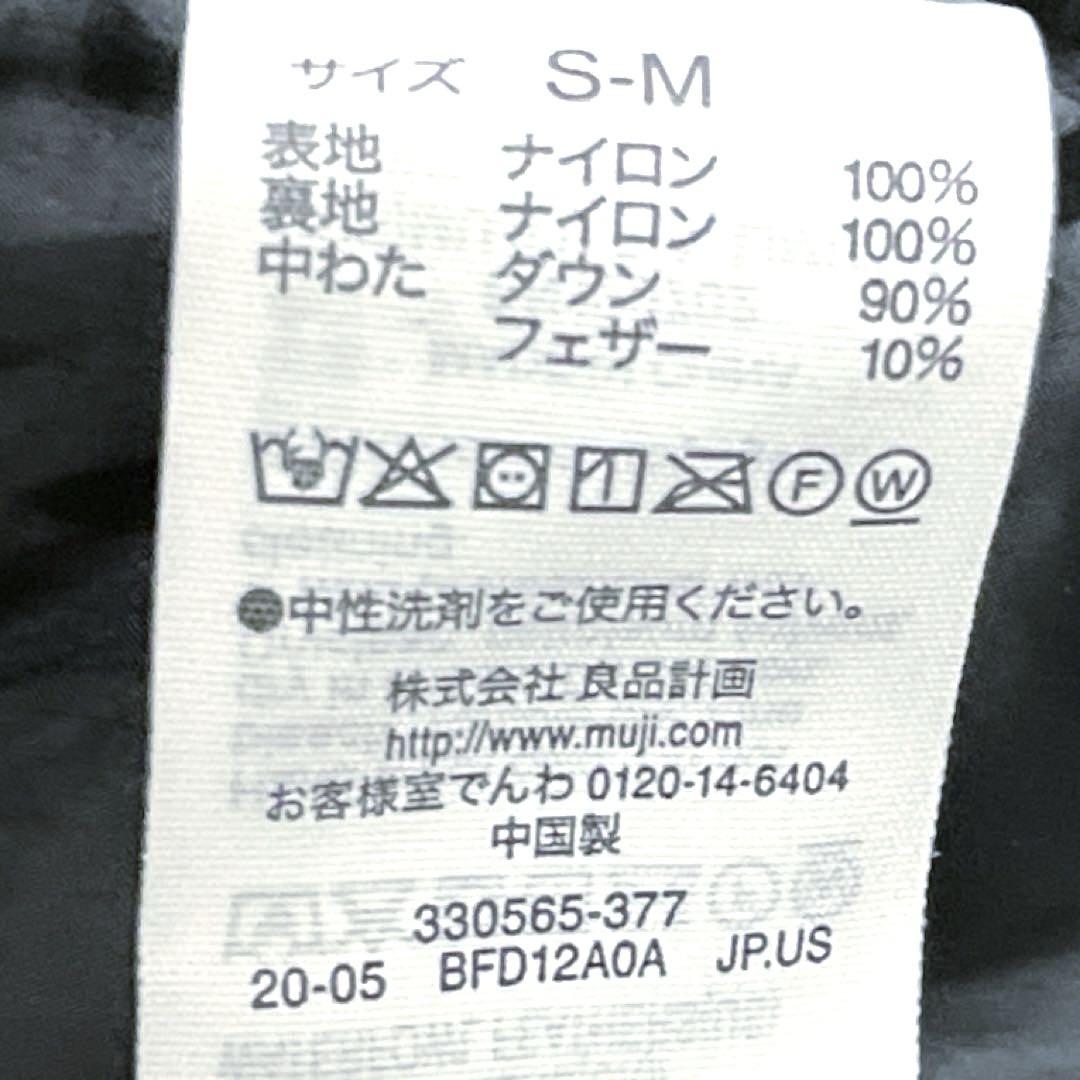 サイズ S-M
表地 ナイロン 100%
裏地 ナイロン 100%
中わた ダウン 90%
フェザー 10%
F W
●中性洗剤をご使用ください。
株式会社 良品計画
http://www.muji.com
お客様室でんわ 0120-14-6404
中国製
330565-377
20-05 BFD12A0A JP.US